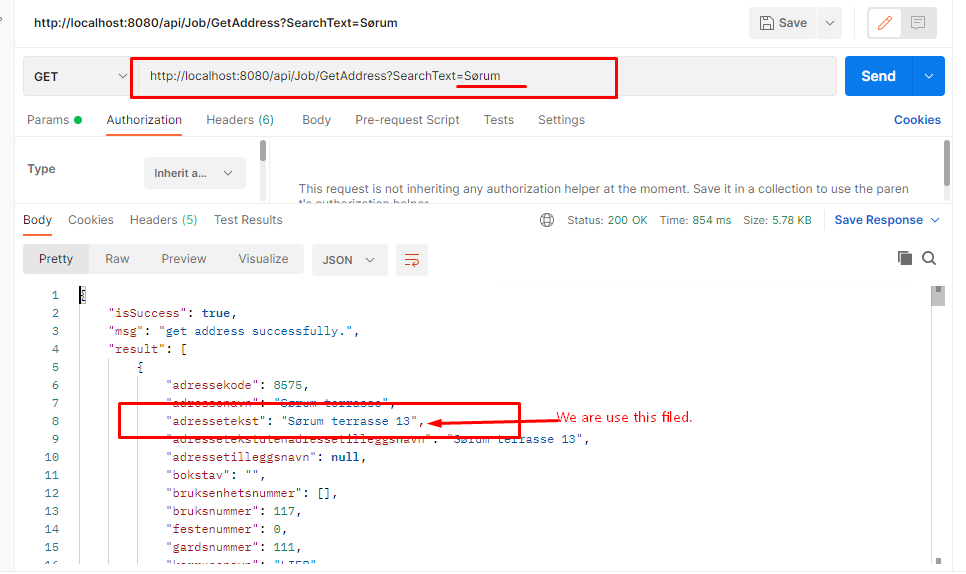 http://localhost:8080/api/Job/GetAddress?SearchText=Sørum
Save
GET http://localhost:8080/api/Job/GetAddress?SearchText=Sørum Send
Params Authorization Headers (6) Body Pre-request Script Tests Settings Cookies
Type Inherit a...
This request is not inheriting any authorization helper at the moment. Save it in a collection to use the paren
t's authorization helper.
Body Cookies Headers (5) Test Results Status: 200 OK Time: 854 ms Size: 5.78 KB Save Response
Pretty Raw Preview Visualize JSON
1 {
2 "isSuccess": true,
3 "msg": "get address successfully.",
4 "result": [
5 {
6 "adressekode": 8575,
7 "adressenavn": "Sørum terrasse",
8 "adressetekst": "Sørum terrasse 13", We are use this filed.
9 "adressetekstutenadressetilleggsnavn": "Sørum terrasse 13",
10 "adressetilleggsnavn": null,
11 "bokstav": "",
12 "bruksenhetsnummer": [],
13 "bruksnummer": 117,
14 "festenummer": 0,
15 "gardsnummer": 111,
16 "kommunenavn": "LIER"